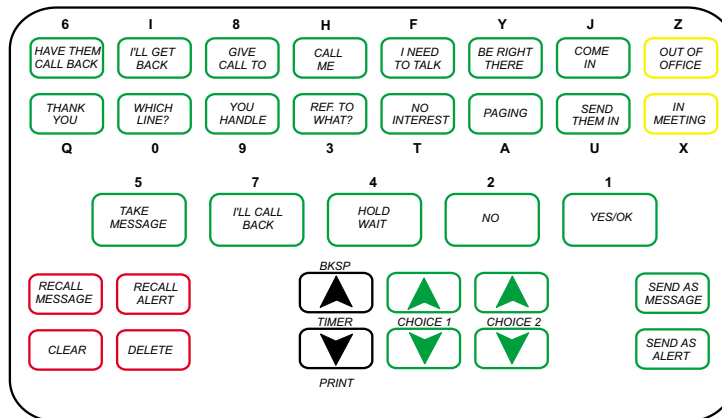 6 I 8 H F Y J Z
HAVE THEM CALL BACK
I'LL GET BACK
GIVE CALL TO
CALL ME
I NEED TO TALK
BE RIGHT THERE
COME IN
OUT OF OFFICE
THANK YOU
WHICH LINE?
YOU HANDLE
REF. TO WHAT?
NO INTEREST
PAGING
SEND THEM IN
IN MEETING
Q 0 9 3 T A U X
5 7 4 2 1
TAKE MESSAGE
I'LL CALL BACK
HOLD WAIT
NO
YES/OK
BKSP
RECALL MESSAGE
RECALL ALERT
SEND AS MESSAGE
TIMER CHOICE 1 CHOICE 2
CLEAR
DELETE
SEND AS ALERT
PRINT